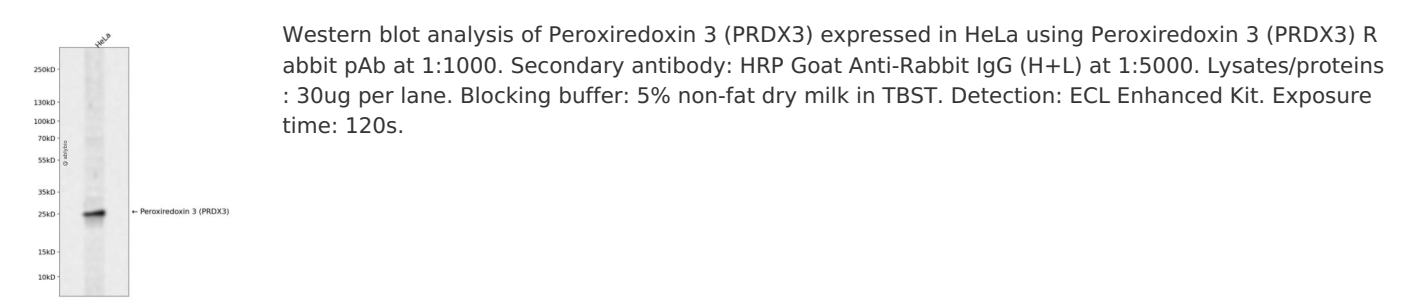 HeLa
250kD
130kD
100kD
70kD
55kD
35kD
25kD
15kD
10kD
@ ablybio
← Peroxiredoxin 3 (PRDX3)
Western blot analysis of Peroxiredoxin 3 (PRDX3) expressed in HeLa using Peroxiredoxin 3 (PRDX3) R
abbit pAb at 1:1000. Secondary antibody: HRP Goat Anti-Rabbit IgG (H+L) at 1:5000. Lysates/proteins
: 30ug per lane. Blocking buffer: 5% non-fat dry milk in TBST. Detection: ECL Enhanced Kit. Exposure
time: 120s.